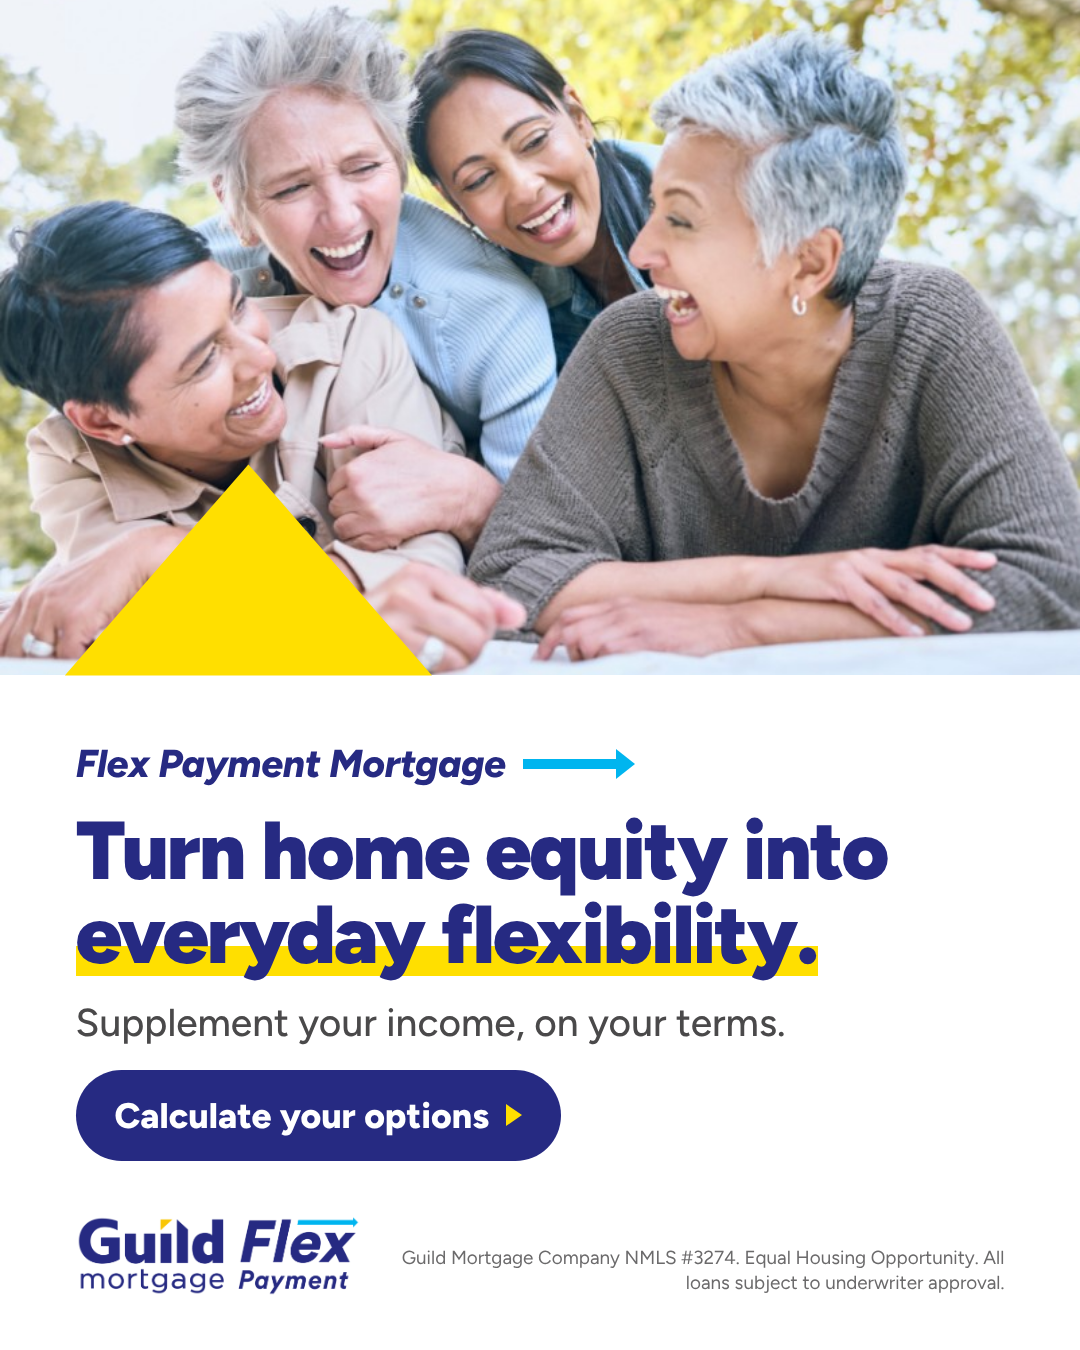 Flex Payment Mortgage
Turn home equity into
everyday flexibility.
Supplement your income, on your terms.
Calculate your options
Guild Flex
mortgage Payment
Guild Mortgage Company NMLS #3274. Equal Housing Opportunity. All
loans subject to underwriter approval.